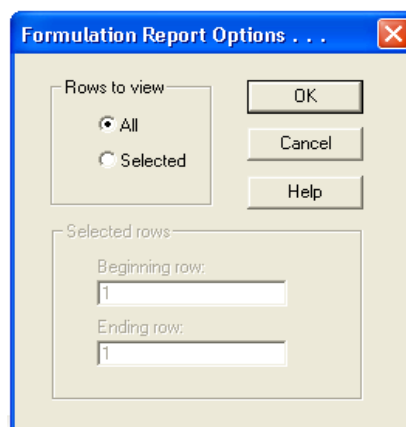 Formulation Report Options . . .
Rows to view
All
Selected
OK
Cancel
Help
Selected rows
Beginning row:
1
Ending row:
1